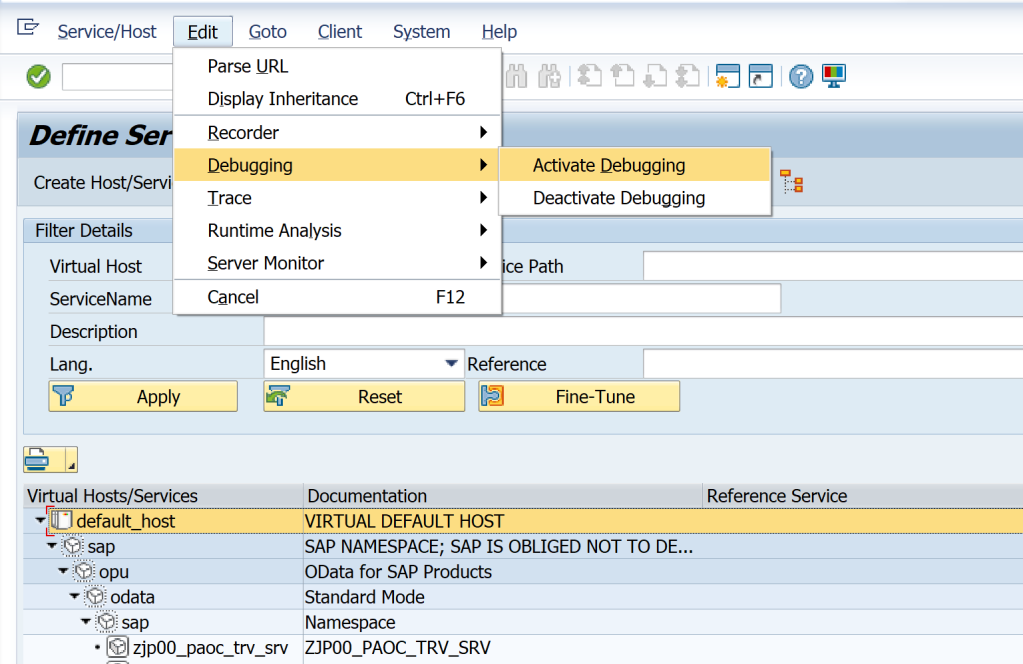 Service/Host Edit Goto Client System Help
Parse URL
Display Inheritance Ctrl+F6
Define Ser
Recorder
Debugging Activate Debugging
Create Host/Servi
Trace Deactivate Debugging
Filter Details Runtime Analysis
Virtual Host Server Monitor ice Path
ServiceName Cancel F12
Description
Lang. English Reference
Apply Reset Fine-Tune
Virtual Hosts/Services Documentation Reference Service
default_host VIRTUAL DEFAULT HOST
sap SAP NAMESPACE; SAP IS OBLIGED NOT TO DE...
opu OData for SAP Products
odata Standard Mode
sap Namespace
zjp00_paoc_trv_srv ZJP00_PAOC_TRV_SRV